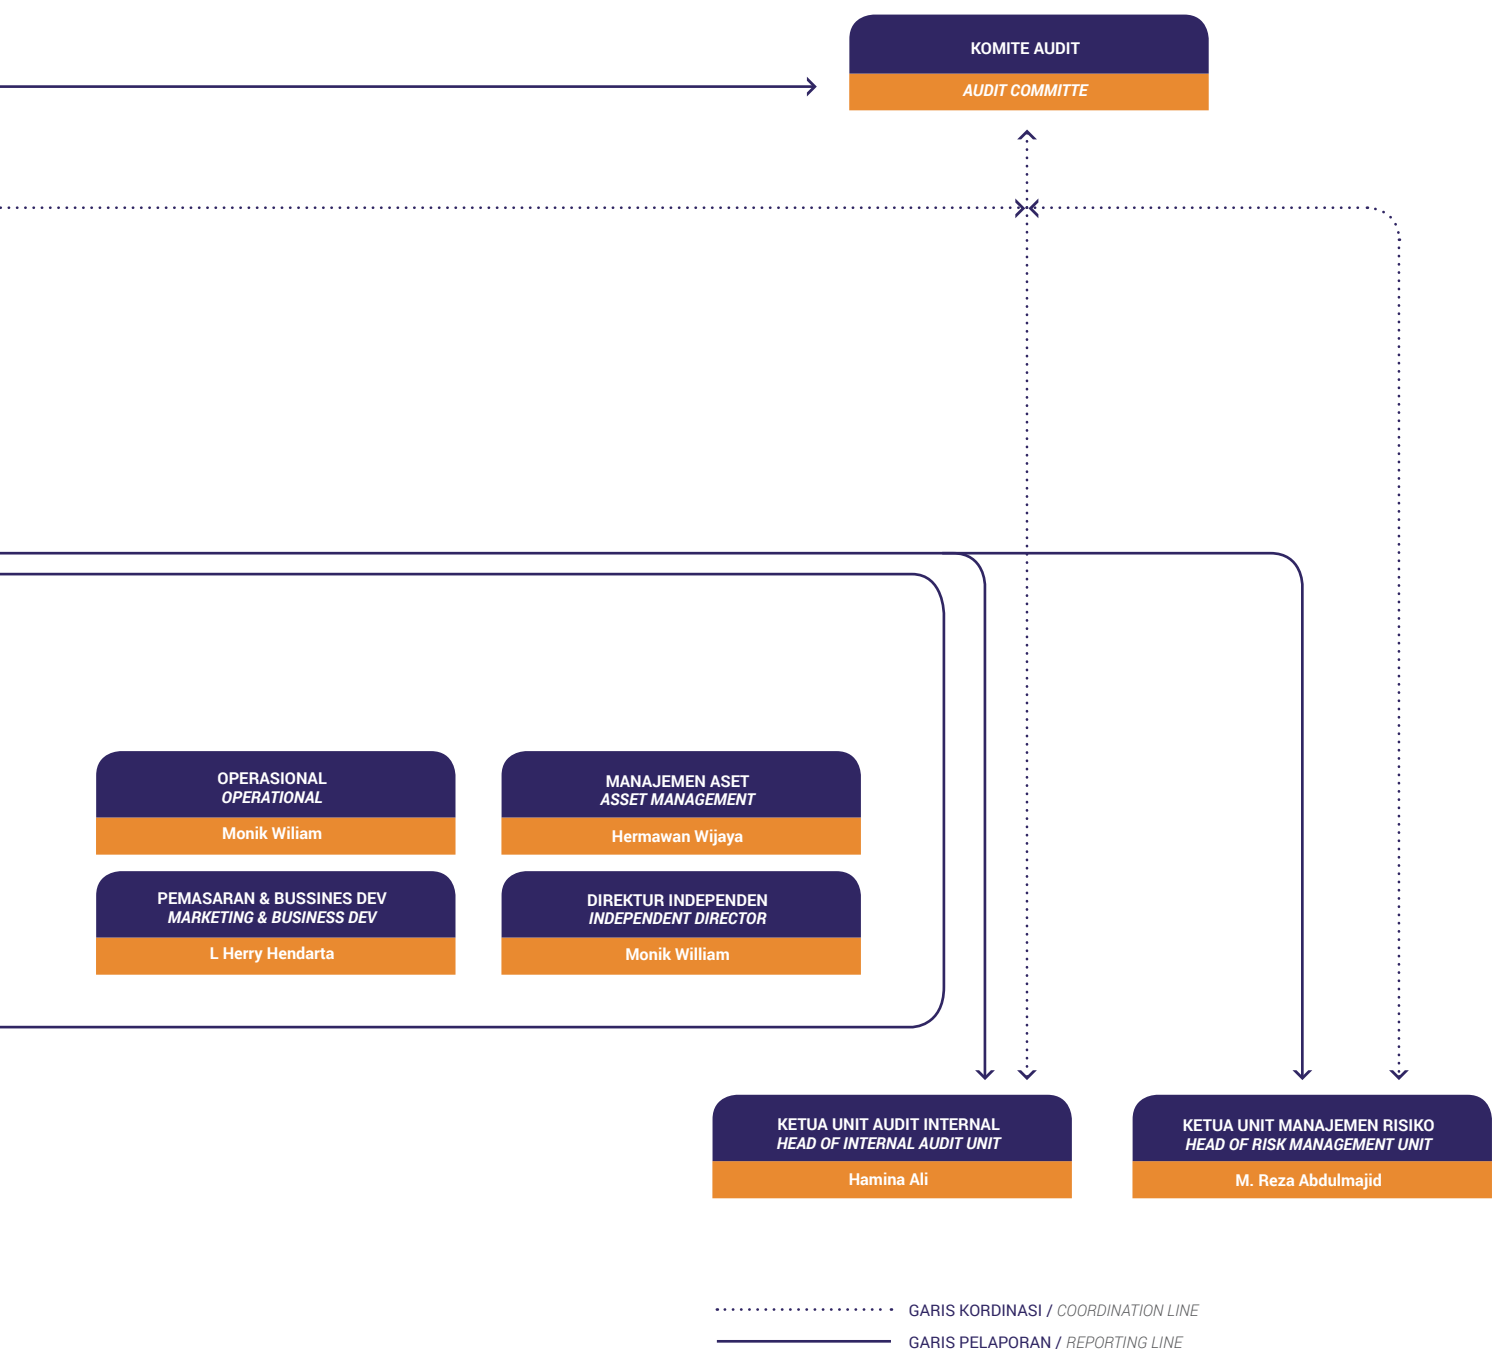 KOMITE AUDIT
AUDIT COMMITTE
OPERASIONAL
OPERATIONAL
Monik Wiliam
MANAJEMEN ASET
ASSET MANAGEMENT
Hermawan Wijaya
PEMASARAN & BUSSINES DEV
MARKETING & BUSINESS DEV
L Herry Hendarta
DIREKTUR INDEPENDEN
INDEPENDENT DIRECTOR
Monik William
KETUA UNIT AUDIT INTERNAL
HEAD OF INTERNAL AUDIT UNIT
Hamina Ali
KETUA UNIT MANAJEMEN RISIKO
HEAD OF RISK MANAGEMENT UNIT
M. Reza Abdulmajid
GARIS KORDINASI / COORDINATION LINE
GARIS PELAPORAN / REPORTING LINE